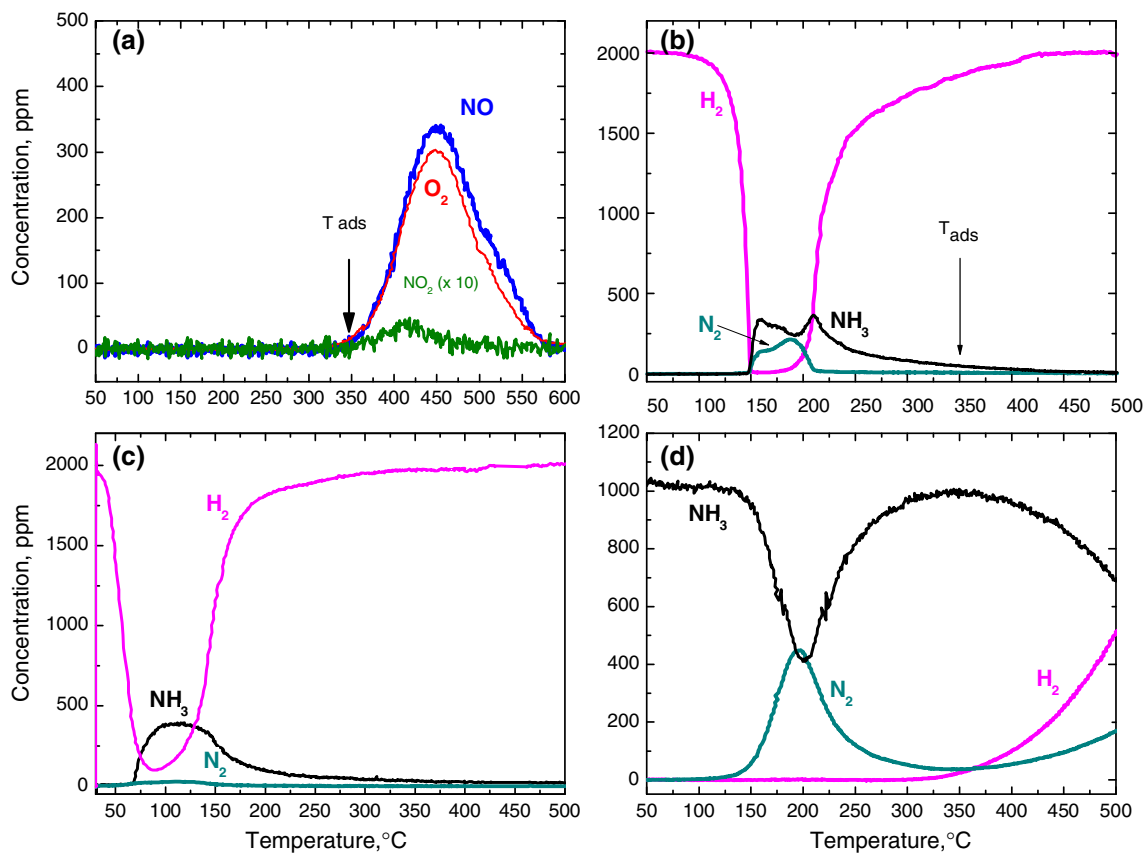 (a)
500
400
300
200
100
0
Concentration, ppm
NO
O₂
T ads
NO₂ (x 10)
50 100 150 200 250 300 350 400 450 500 550 600
(b)
2000
1500
1000
500
0
H₂
T_ads
N₂
NH₃
50 100 150 200 250 300 350 400 450 500
(c)
2000
1500
1000
500
0
Concentration, ppm
H₂
NH₃
N₂
50 100 150 200 250 300 350 400 450 500
Temperature,°C
(d)
1200
1000
800
600
400
200
0
NH₃
N₂
H₂
50 100 150 200 250 300 350 400 450 500
Temperature,°C